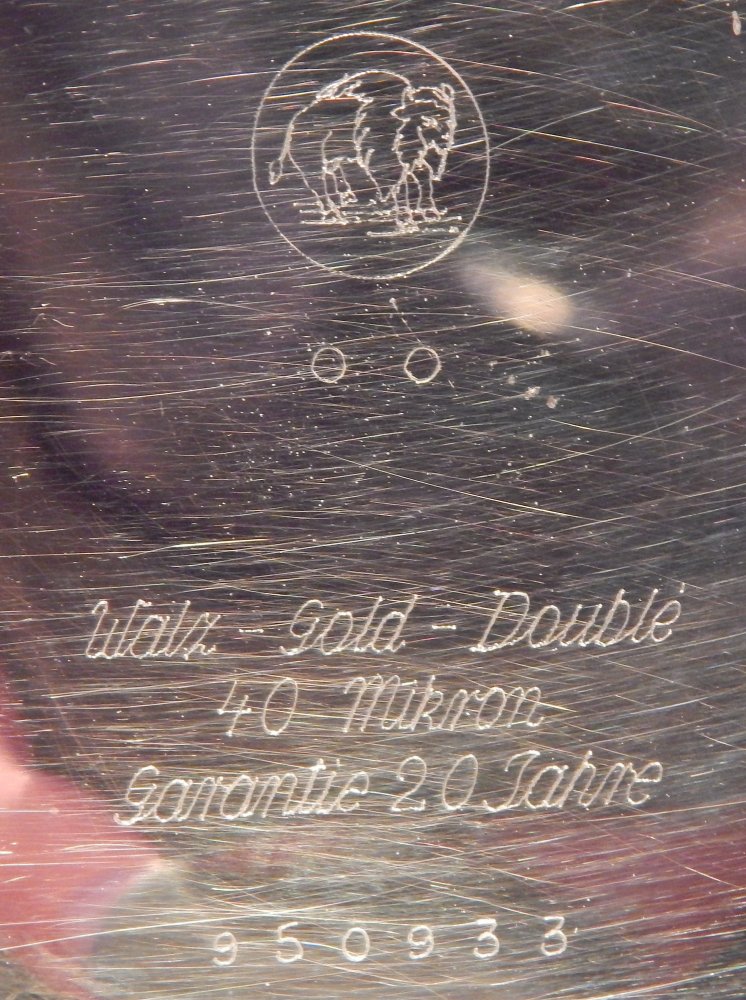 Walz - Gold - Doublé
40 Mikron
Garantie 20 Jahre
950933